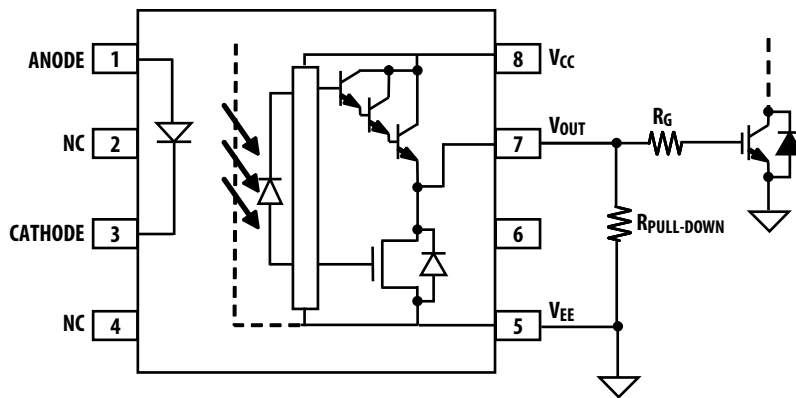 ANODE 1
NC 2
CATHODE 3
NC 4
8 VCC
7 VOUT
6
5 VEE
RG
RPULL-DOWN